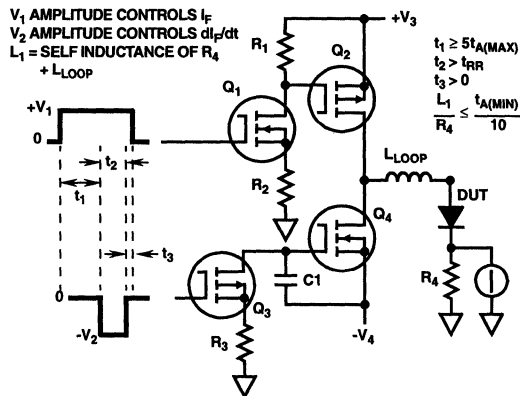 V1 AMPLITUDE CONTROLS IF
V2 AMPLITUDE CONTROLS dIF/dt
L1 = SELF INDUCTANCE OF R4
+ LLOOP
+V1
0
t2
t1
t3
0
-V2
R1
Q1
Q2
+V3
R2
Q4
C1
Q3
R3
-V4
LLOOP
DUT
R4
t1 ≥ 5tA(MAX)
t2 > tRR
t3 > 0
L1/R4 ≤ tA(MIN)/10